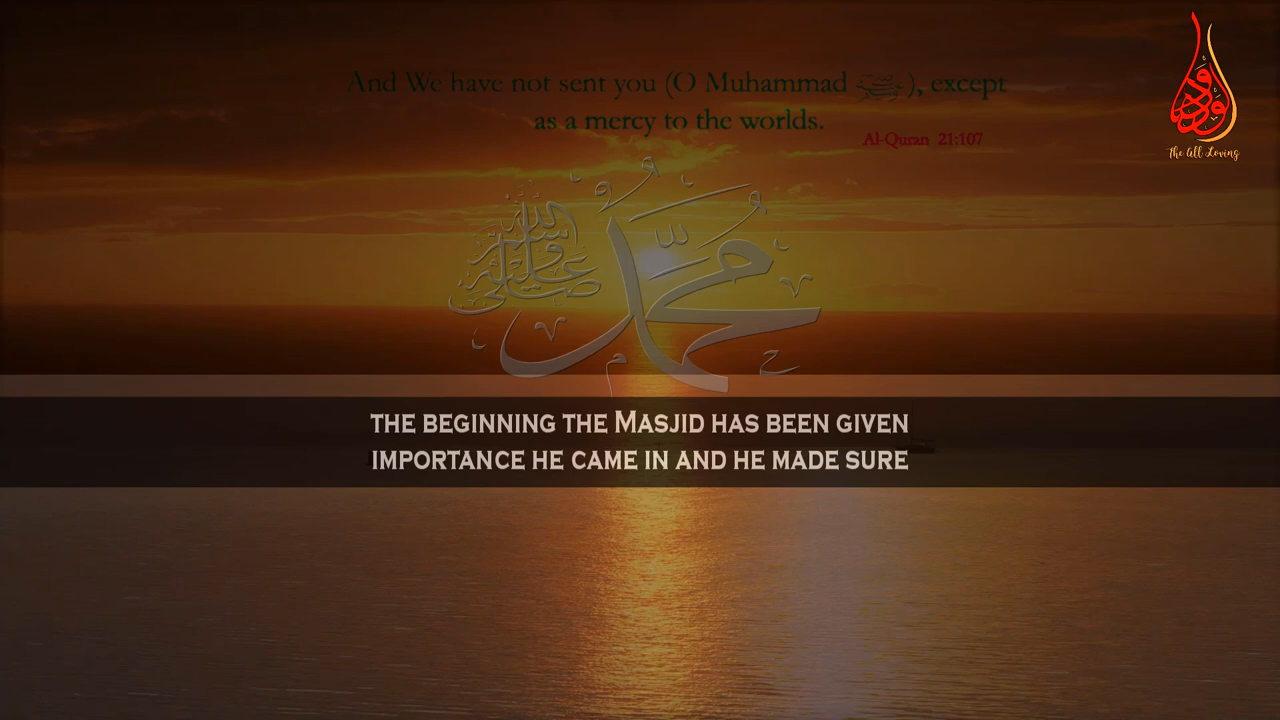 And We have not sent you (O Muhammad ﷺ), except
as a mercy to the worlds.
Al-Quran 21:107
الودود
The All Loving
محمد
صلى الله عليه وسلم
THE BEGINNING THE MASJID HAS BEEN GIVEN
IMPORTANCE HE CAME IN AND HE MADE SURE